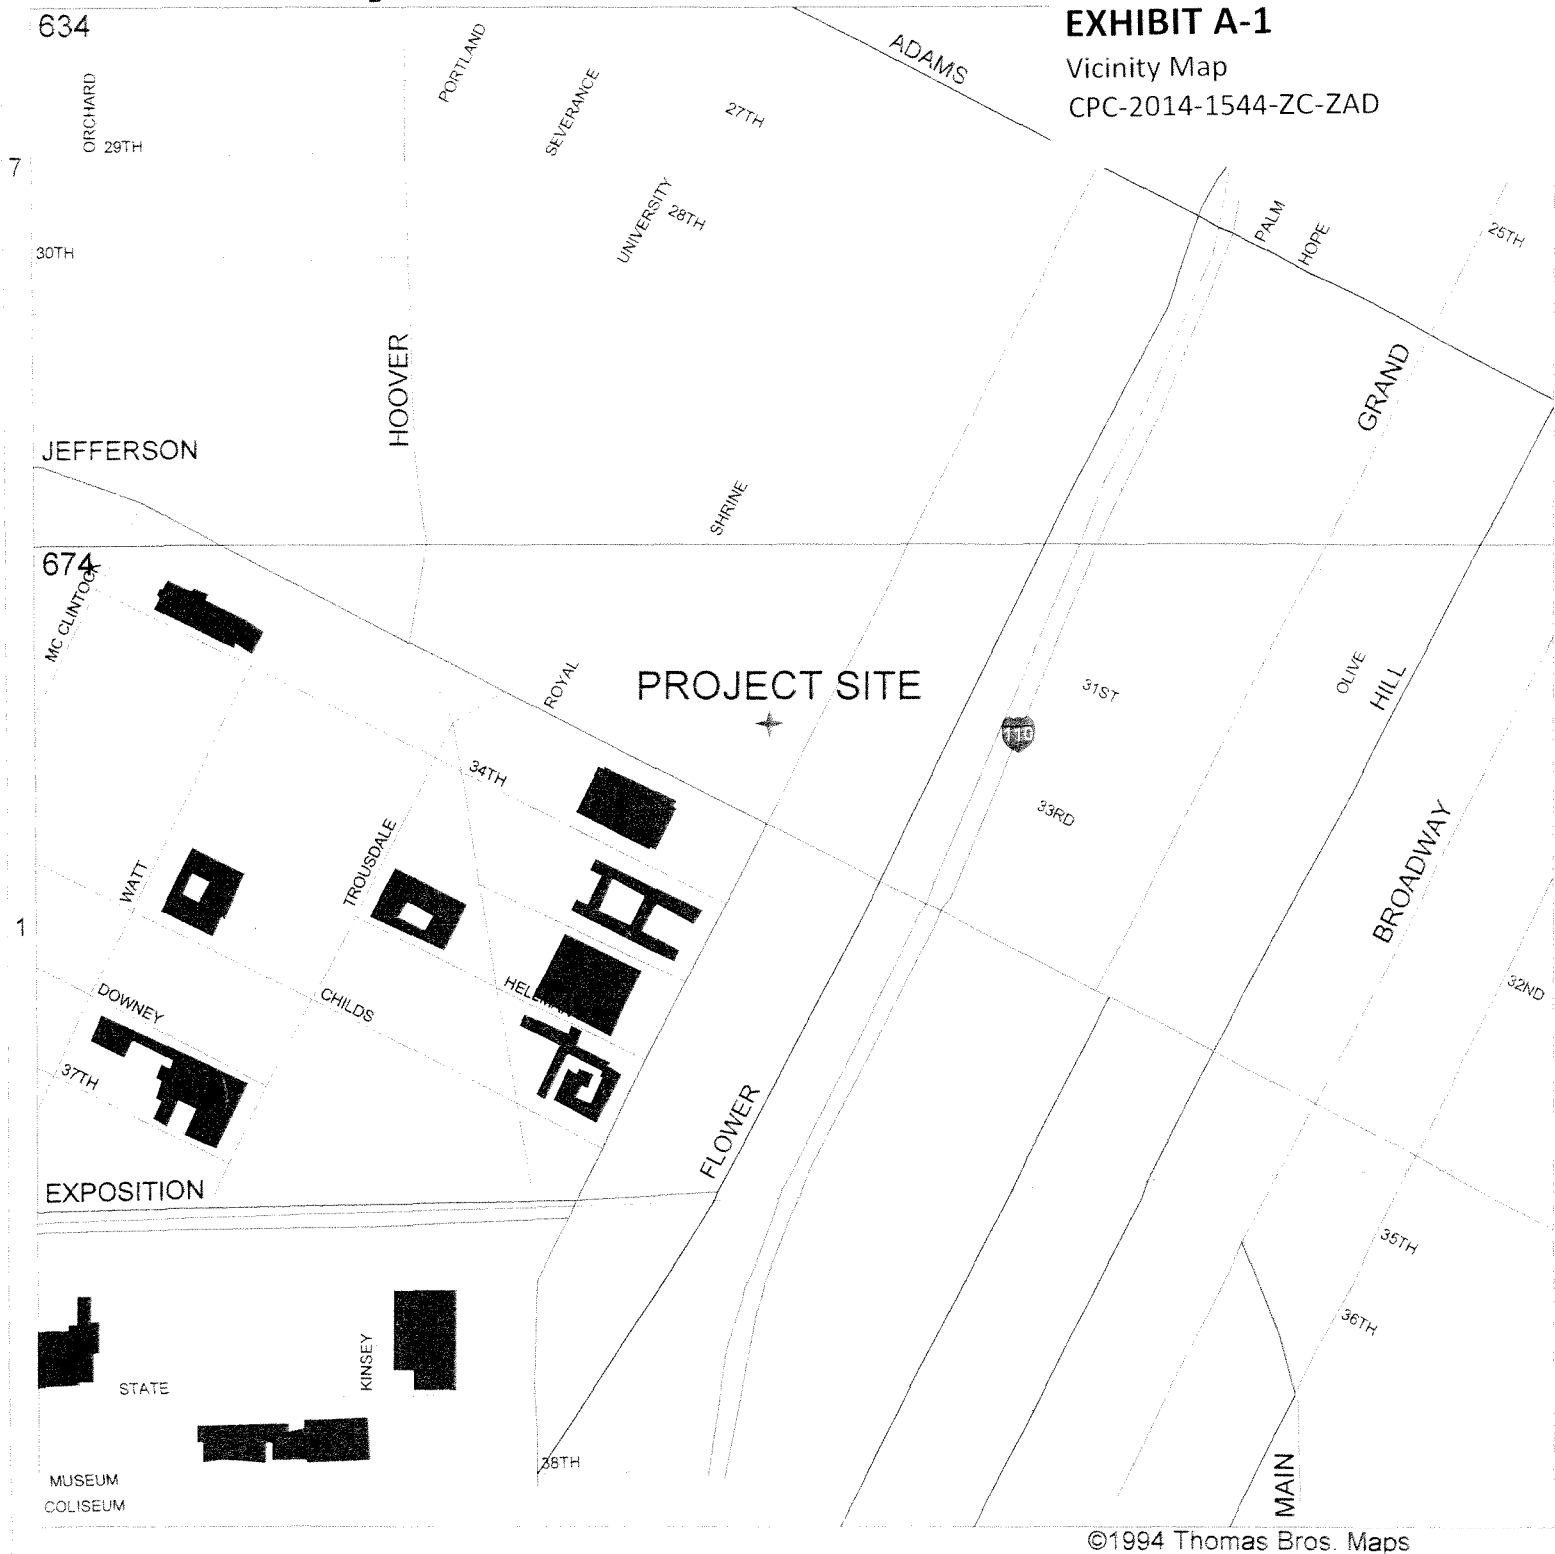 634
EXHIBIT A-1
Vicinity Map
CPC-2014-1544-ZC-ZAD
ADAMS
PORTLAND
SEVERANCE
ORCHARD
27TH
29TH
7
UNIVERSITY
28TH
PALM
HOPE
25TH
30TH
HOOVER
GRAND
JEFFERSON
SHRINE
674
MC CLINTOCK
ROYAL
PROJECT SITE
31ST
OLIVE
HILL
110
34TH
33RD
TROUSDALE
WATT
BROADWAY
1
DOWNEY
CHILDS
HELLMAN
32ND
37TH
FLOWER
EXPOSITION
35TH
36TH
KINSEY
STATE
38TH
MUSEUM
COLISEUM
MAIN
©1994 Thomas Bros. Maps